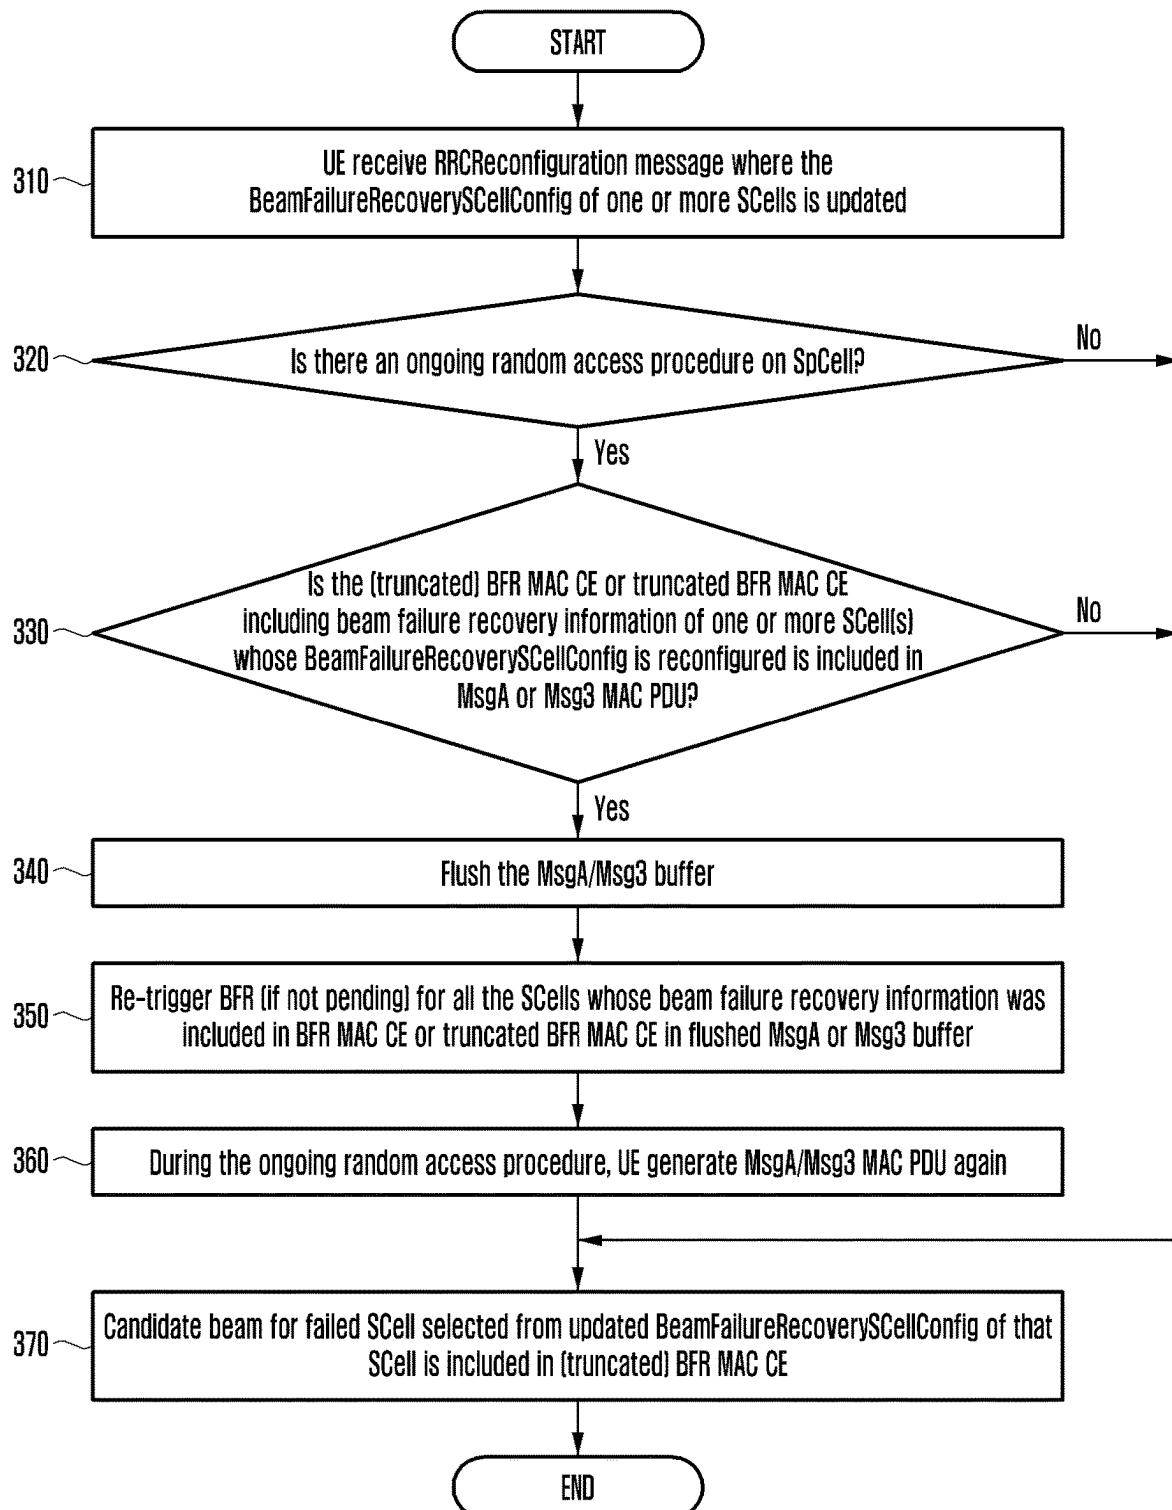 START
310
UE receive RRCReconfiguration message where the
BeamFailureRecoverySCellConfig of one or more SCells is updated
320
Is there an ongoing random access procedure on SpCell?
No
Yes
330
Is the (truncated) BFR MAC CE or truncated BFR MAC CE
including beam failure recovery information of one or more SCell(s)
whose BeamFailureRecoverySCellConfig is reconfigured is included in
MsgA or Msg3 MAC PDU?
No
Yes
340
Flush the MsgA/Msg3 buffer
350
Re-trigger BFR (if not pending) for all the SCells whose beam failure recovery information was
included in BFR MAC CE or truncated BFR MAC CE in flushed MsgA or Msg3 buffer
360
During the ongoing random access procedure, UE generate MsgA/Msg3 MAC PDU again
370
Candidate beam for failed SCell selected from updated BeamFailureRecoverySCellConfig of that
SCell is included in (truncated) BFR MAC CE
END